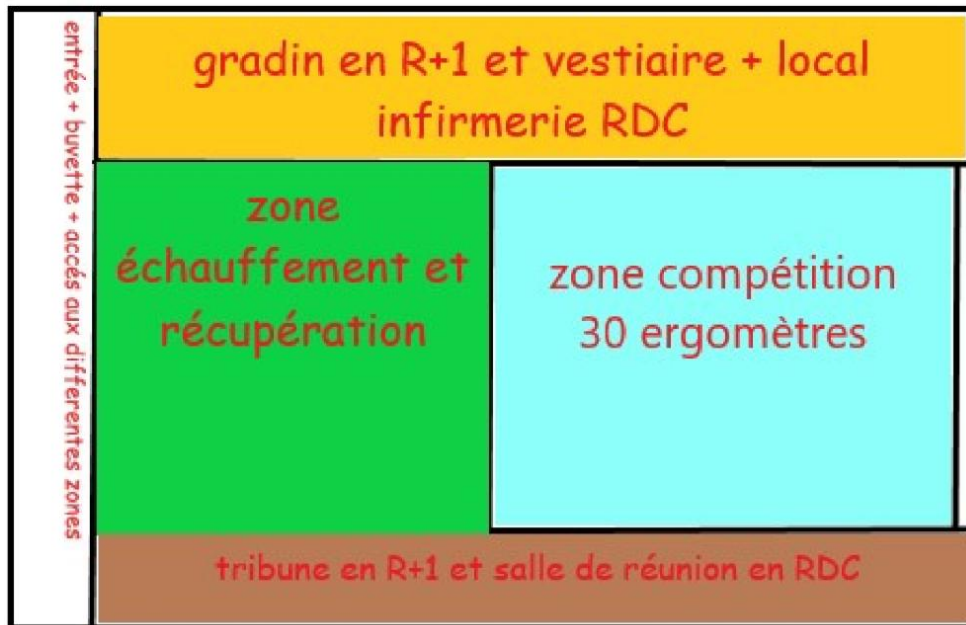 entrée + buvette + accés aux differentes zones
gradin en R+1 et vestiaire + local
infirmerie RDC
zone
échauffement et
récupération
zone compétition
30 ergomètres
tribune en R+1 et salle de réunion en RDC